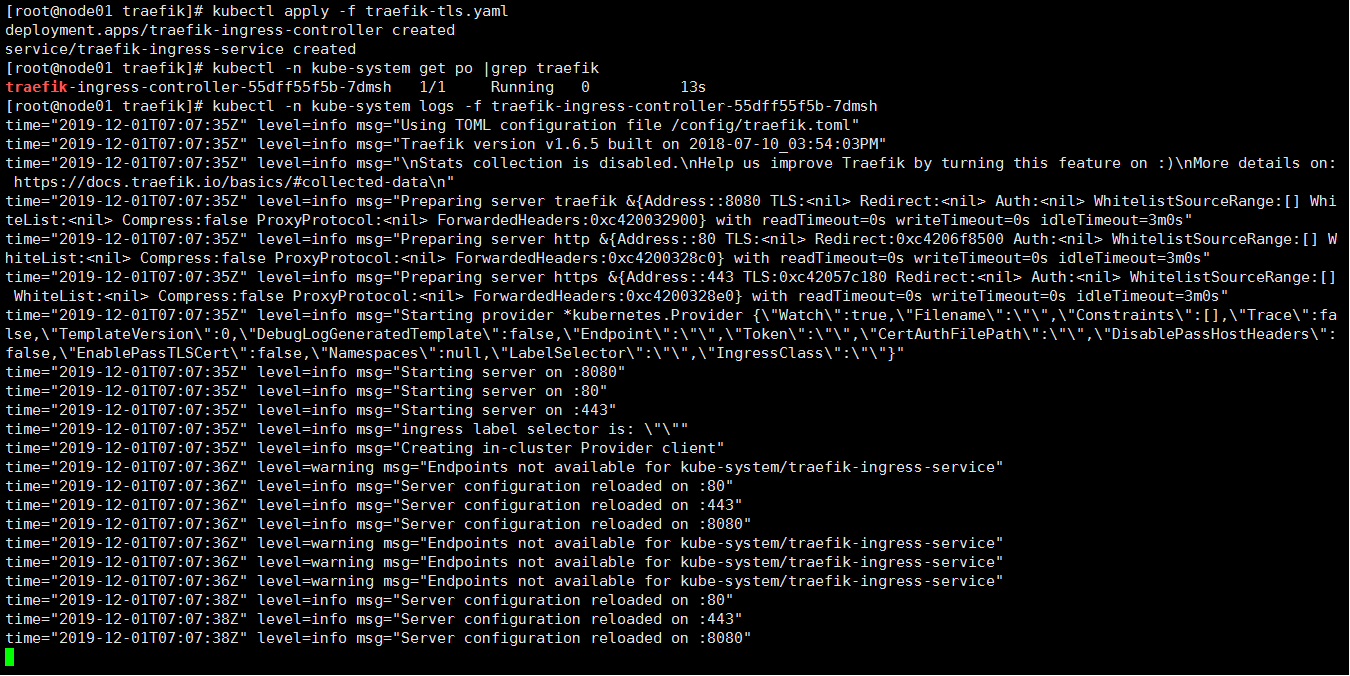 [root@node01 traefik]# kubectl apply -f traefik-tls.yaml
deployment.apps/traefik-ingress-controller created
service/traefik-ingress-service created
[root@node01 traefik]# kubectl -n kube-system get po |grep traefik
traefik-ingress-controller-55dff55f5b-7dmsh   1/1     Running   0          13s
[root@node01 traefik]# kubectl -n kube-system logs -f traefik-ingress-controller-55dff55f5b-7dmsh
time="2019-12-01T07:07:35Z" level=info msg="Using TOML configuration file /config/traefik.toml"
time="2019-12-01T07:07:35Z" level=info msg="Traefik version v1.6.5 built on 2018-07-10_03:54:03PM"
time="2019-12-01T07:07:35Z" level=info msg="\nStats collection is disabled.\nHelp us improve Traefik by turning this feature on :)\nMore details on:
 https://docs.traefik.io/basics/#collected-data\n"
time="2019-12-01T07:07:35Z" level=info msg="Preparing server traefik &{Address::8080 TLS:<nil> Redirect:<nil> Auth:<nil> WhitelistSourceRange:[] Whi
teList:<nil> Compress:false ProxyProtocol:<nil> ForwardedHeaders:0xc420032900} with readTimeout=0s writeTimeout=0s idleTimeout=3m0s"
time="2019-12-01T07:07:35Z" level=info msg="Preparing server http &{Address::80 TLS:<nil> Redirect:0xc4206f8500 Auth:<nil> WhitelistSourceRange:[] W
hiteList:<nil> Compress:false ProxyProtocol:<nil> ForwardedHeaders:0xc4200328c0} with readTimeout=0s writeTimeout=0s idleTimeout=3m0s"
time="2019-12-01T07:07:35Z" level=info msg="Preparing server https &{Address::443 TLS:0xc42057c180 Redirect:<nil> Auth:<nil> WhitelistSourceRange:[]
 WhiteList:<nil> Compress:false ProxyProtocol:<nil> ForwardedHeaders:0xc4200328e0} with readTimeout=0s writeTimeout=0s idleTimeout=3m0s"
time="2019-12-01T07:07:35Z" level=info msg="Starting provider *kubernetes.Provider {\"Watch\":true,\"Filename\":\"\",\"Constraints\":[],\"Trace\":fa
lse,\"TemplateVersion\":0,\"DebugLogGeneratedTemplate\":false,\"Endpoint\":\"\",\"Token\":\"\",\"CertAuthFilePath\":\"\",\"DisablePassHostHeaders\":
false,\"EnablePassTLSCert\":false,\"Namespaces\":null,\"LabelSelector\":\"\",\"IngressClass\":\"\"}"
time="2019-12-01T07:07:35Z" level=info msg="Starting server on :8080"
time="2019-12-01T07:07:35Z" level=info msg="Starting server on :80"
time="2019-12-01T07:07:35Z" level=info msg="Starting server on :443"
time="2019-12-01T07:07:35Z" level=info msg="ingress label selector is: \"\""
time="2019-12-01T07:07:35Z" level=info msg="Creating in-cluster Provider client"
time="2019-12-01T07:07:36Z" level=warning msg="Endpoints not available for kube-system/traefik-ingress-service"
time="2019-12-01T07:07:36Z" level=info msg="Server configuration reloaded on :80"
time="2019-12-01T07:07:36Z" level=info msg="Server configuration reloaded on :443"
time="2019-12-01T07:07:36Z" level=info msg="Server configuration reloaded on :8080"
time="2019-12-01T07:07:36Z" level=warning msg="Endpoints not available for kube-system/traefik-ingress-service"
time="2019-12-01T07:07:36Z" level=warning msg="Endpoints not available for kube-system/traefik-ingress-service"
time="2019-12-01T07:07:36Z" level=warning msg="Endpoints not available for kube-system/traefik-ingress-service"
time="2019-12-01T07:07:38Z" level=info msg="Server configuration reloaded on :80"
time="2019-12-01T07:07:38Z" level=info msg="Server configuration reloaded on :443"
time="2019-12-01T07:07:38Z" level=info msg="Server configuration reloaded on :8080"